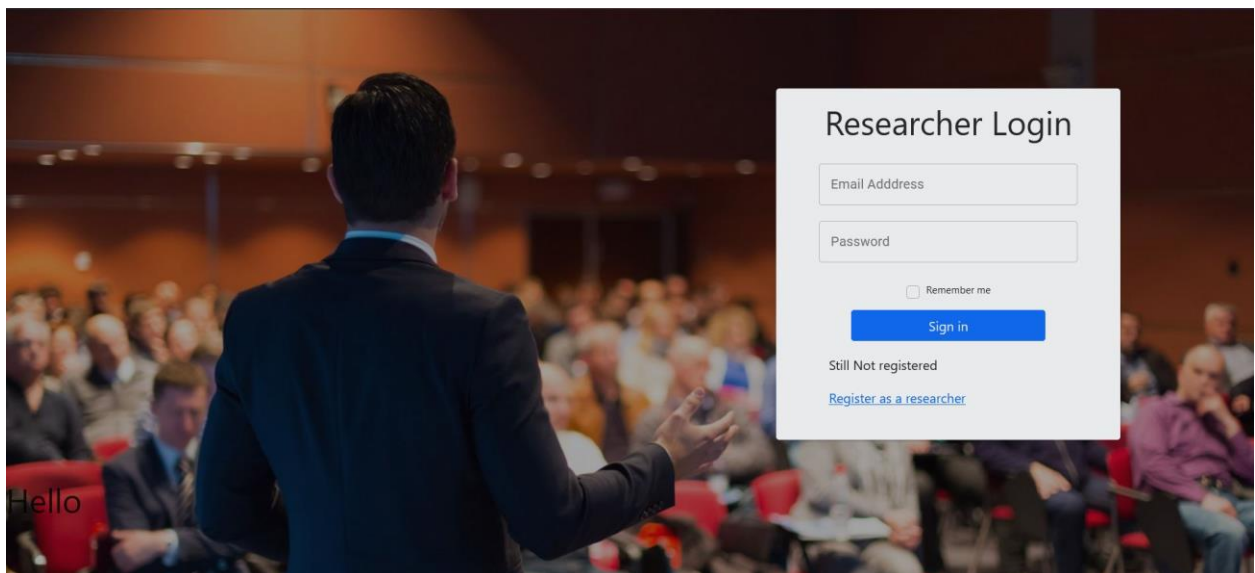 Researcher Login
Email Adddress
Password
Remember me
Sign in
Still Not registered
Register as a researcher
Hello